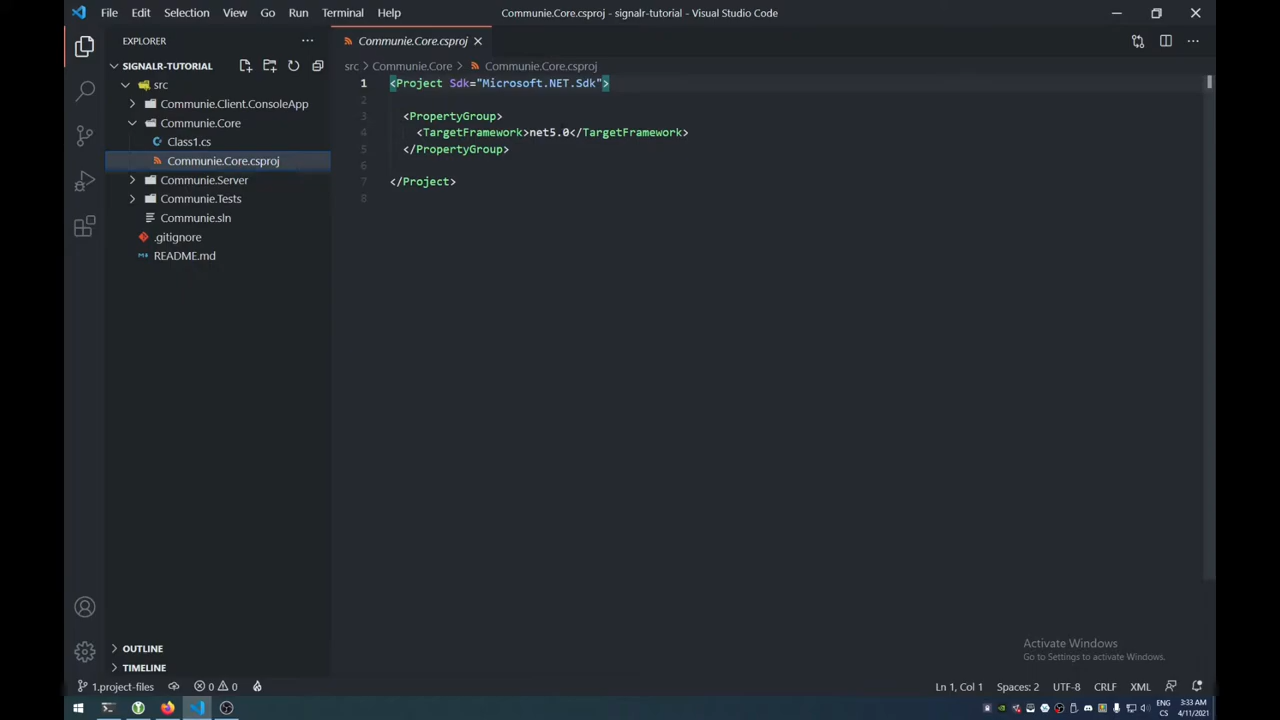 File Edit Selection View Go Run Terminal Help
Communie.Core.csproj - signalr-tutorial - Visual Studio Code
EXPLORER
SIGNALR-TUTORIAL
src
Communie.Client.ConsoleApp
Communie.Core
Class1.cs
Communie.Core.csproj
Communie.Server
Communie.Tests
Communie.sln
.gitignore
README.md
OUTLINE
TIMELINE
Communie.Core.csproj
src > Communie.Core > Communie.Core.csproj
1 <Project Sdk="Microsoft.NET.Sdk">
2
3 <PropertyGroup>
4 <TargetFramework>net5.0</TargetFramework>
5 </PropertyGroup>
6
7 </Project>
8
Activate Windows
Go to Settings to activate Windows.
1.project-files 0 0 Ln 1, Col 1 Spaces: 2 UTF-8 CRLF XML
ENG 3:33 AM
CS 4/11/2021